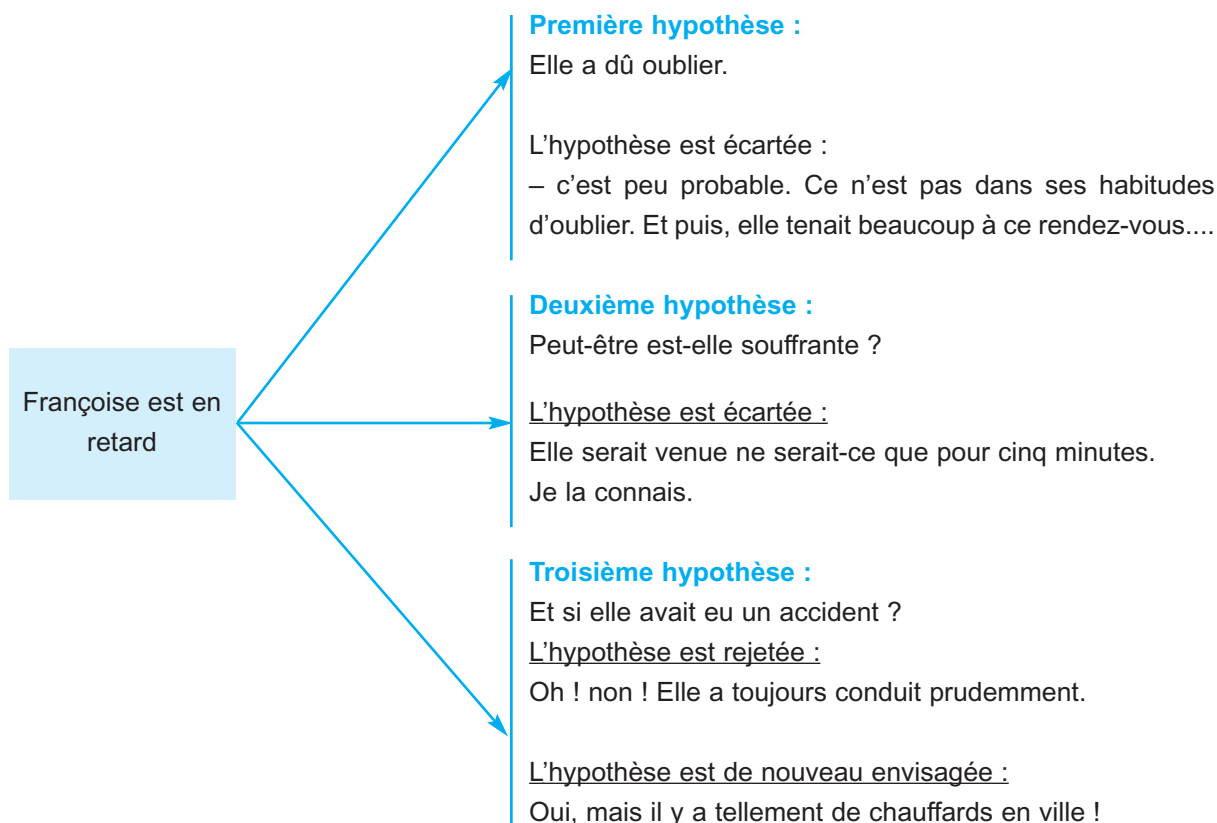 Première hypothèse :
Elle a dû oublier.
L’hypothèse est écartée :
– c’est peu probable. Ce n’est pas dans ses habitudes
d’oublier. Et puis, elle tenait beaucoup à ce rendez-vous....
Deuxième hypothèse :
Peut-être est-elle souffrante ?
L’hypothèse est écartée :
Elle serait venue ne serait-ce que pour cinq minutes.
Je la connais.
Françoise est en
retard
Troisième hypothèse :
Et si elle avait eu un accident ?
L’hypothèse est rejetée :
Oh ! non ! Elle a toujours conduit prudemment.
L’hypothèse est de nouveau envisagée :
Oui, mais il y a tellement de chauffards en ville !